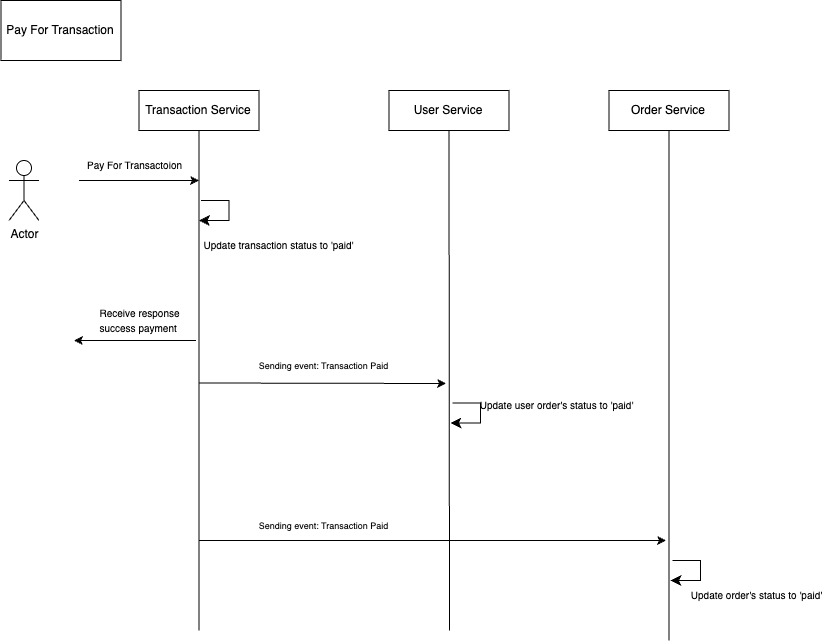 Pay For Transaction
Transaction Service
User Service
Order Service
Pay For Transactoion
Actor
Update transaction status to 'paid'
Receive response
success payment
Sending event: Transaction Paid
Update user order's status to 'paid'
Sending event: Transaction Paid
Update order's status to 'paid'